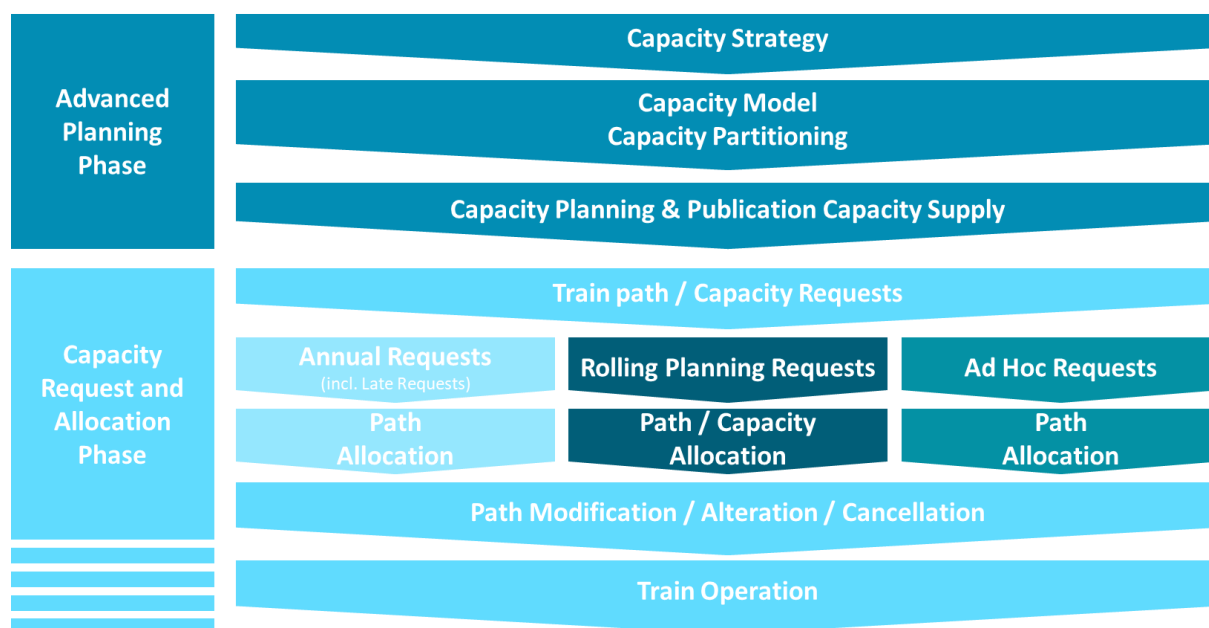 Advanced
Planning
Phase
Capacity Strategy
Capacity Model
Capacity Partitioning
Capacity Planning & Publication Capacity Supply
Capacity
Request and
Allocation
Phase
Train path / Capacity Requests
Annual Requests
(incl. Late Requests)
Rolling Planning Requests
Ad Hoc Requests
Path
Allocation
Path / Capacity
Allocation
Path
Allocation
Path Modification / Alteration / Cancellation
Train Operation